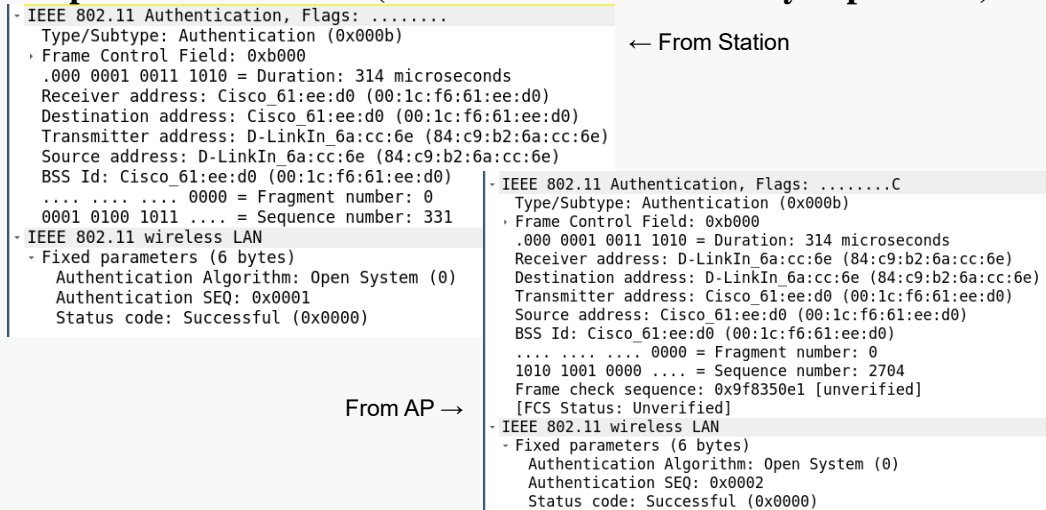 IEEE 802.11 Authentication, Flags: ........
Type/Subtype: Authentication (0x000b)
Frame Control Field: 0xb000
.000 0001 0011 1010 = Duration: 314 microseconds
Receiver address: Cisco_61:ee:d0 (00:1c:f6:61:ee:d0)
Destination address: Cisco_61:ee:d0 (00:1c:f6:61:ee:d0)
Transmitter address: D-LinkIn_6a:cc:6e (84:c9:b2:6a:cc:6e)
Source address: D-LinkIn_6a:cc:6e (84:c9:b2:6a:cc:6e)
BSS Id: Cisco_61:ee:d0 (00:1c:f6:61:ee:d0)
.... .... .... 0000 = Fragment number: 0
0001 0100 1011 .... = Sequence number: 331
IEEE 802.11 wireless LAN
Fixed parameters (6 bytes)
Authentication Algorithm: Open System (0)
Authentication SEQ: 0x0001
Status code: Successful (0x0000)
← From Station
From AP →
IEEE 802.11 Authentication, Flags: ........C
Type/Subtype: Authentication (0x000b)
Frame Control Field: 0xb000
.000 0001 0011 1010 = Duration: 314 microseconds
Receiver address: D-LinkIn_6a:cc:6e (84:c9:b2:6a:cc:6e)
Destination address: D-LinkIn_6a:cc:6e (84:c9:b2:6a:cc:6e)
Transmitter address: Cisco_61:ee:d0 (00:1c:f6:61:ee:d0)
Source address: Cisco_61:ee:d0 (00:1c:f6:61:ee:d0)
BSS Id: Cisco_61:ee:d0 (00:1c:f6:61:ee:d0)
.... .... .... 0000 = Fragment number: 0
1010 1001 0000 .... = Sequence number: 2704
Frame check sequence: 0x9f8350e1 [unverified]
[FCS Status: Unverified]
IEEE 802.11 wireless LAN
Fixed parameters (6 bytes)
Authentication Algorithm: Open System (0)
Authentication SEQ: 0x0002
Status code: Successful (0x0000)